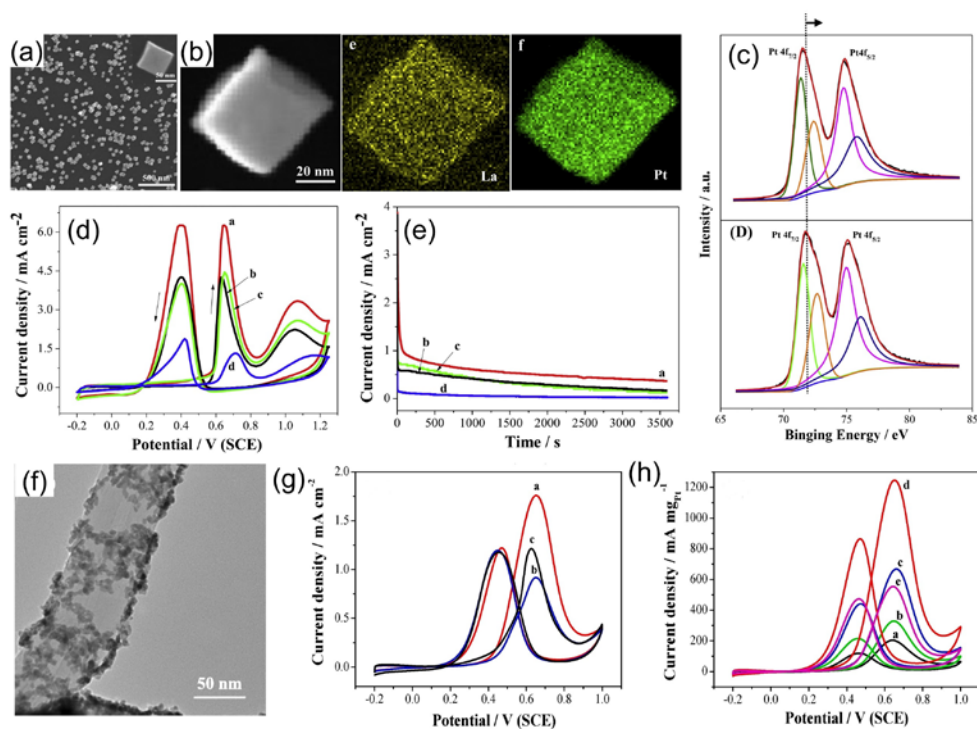 (a)
50 nm
500 nm
(b)
20 nm
e
La
f
Pt
(c)
Pt 4f7/2
Pt4f5/2
(D)
Pt 4f7/2
Pt 4f5/2
Intensity / a.u.
66 70 75 80 85
Binging Energy / eV
(d)
a
b
c
d
6.0
4.5
3.0
1.5
0.0
Current density / mA cm-2
-0.2 0.0 0.2 0.4 0.6 0.8 1.0 1.2
Potential / V (SCE)
(e)
b
c
a
d
4
3
2
1
0
Current density / mA cm-2
0 500 1000 1500 2000 2500 3000 3500
Time / s
(f)
50 nm
(g)
a
c
b
2.0
1.5
1.0
0.5
0.0
Current density / mA cm-2
-0.2 0.0 0.2 0.4 0.6 0.8 1.0
Potential / V (SCE)
(h)
d
c
e
b
a
1200
1000
800
600
400
200
0
Current density / mA mgPt-1
-0.2 0.0 0.2 0.4 0.6 0.8 1.0
Potential / V (SCE)